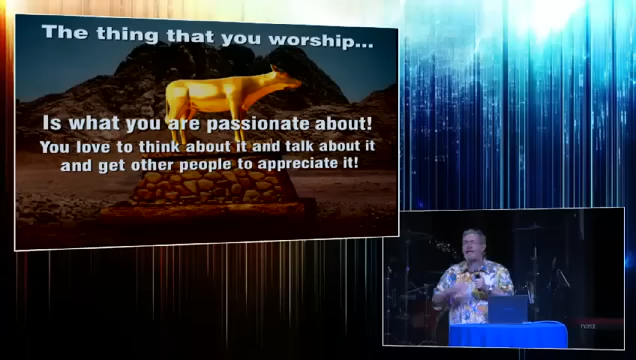 The thing that you worship...
Is what you are passionate about!
You love to think about it and talk about it
and get other people to appreciate it!